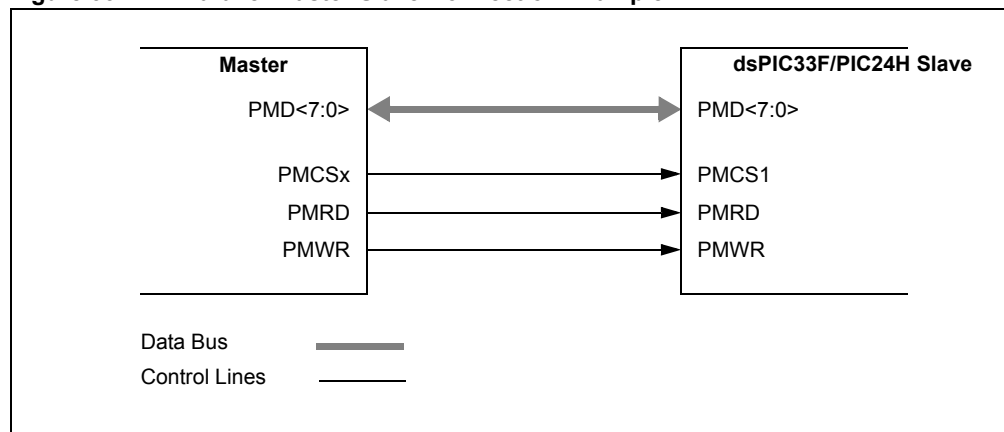 Master
dsPIC33F/PIC24H Slave
PMD<7:0>
PMD<7:0>
PMCSx
PMCS1
PMRD
PMRD
PMWR
PMWR
Data Bus
Control Lines